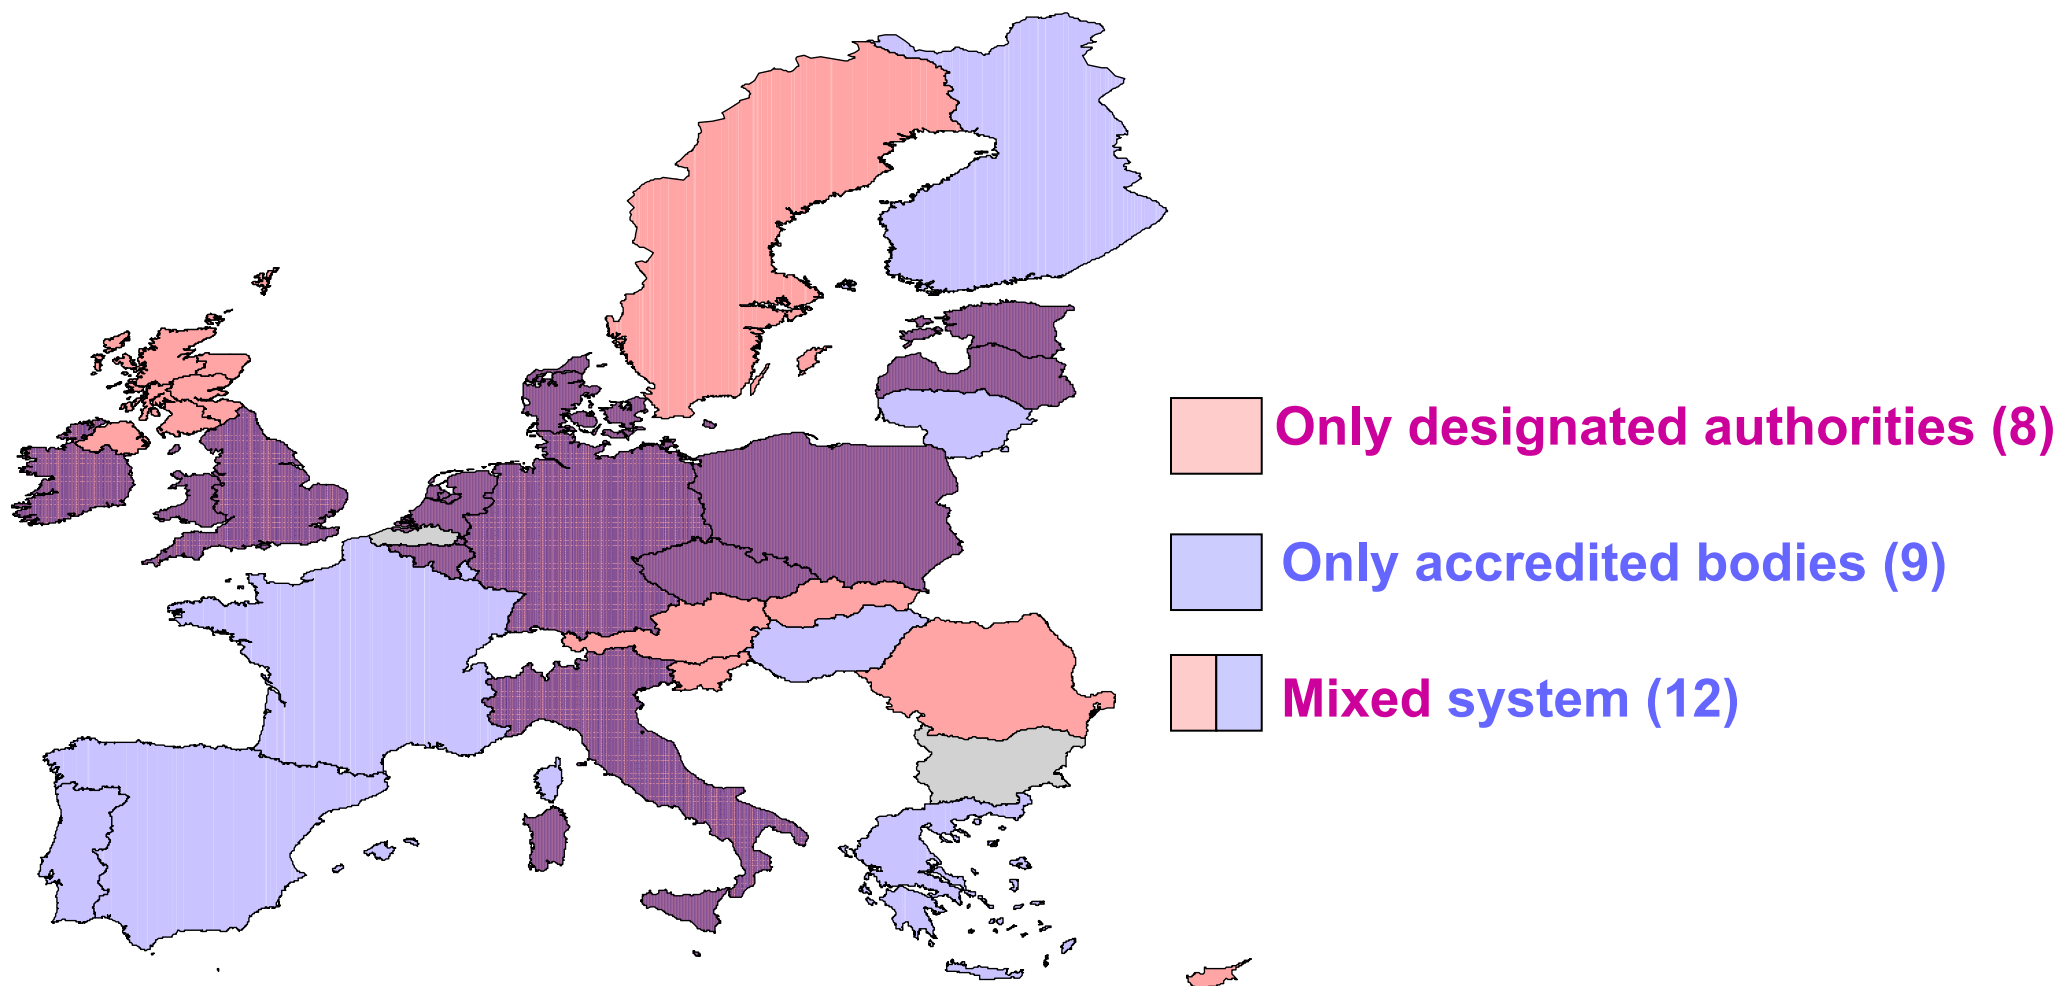 Only designated authorities (8)
Only accredited bodies (9)
Mixed system (12)